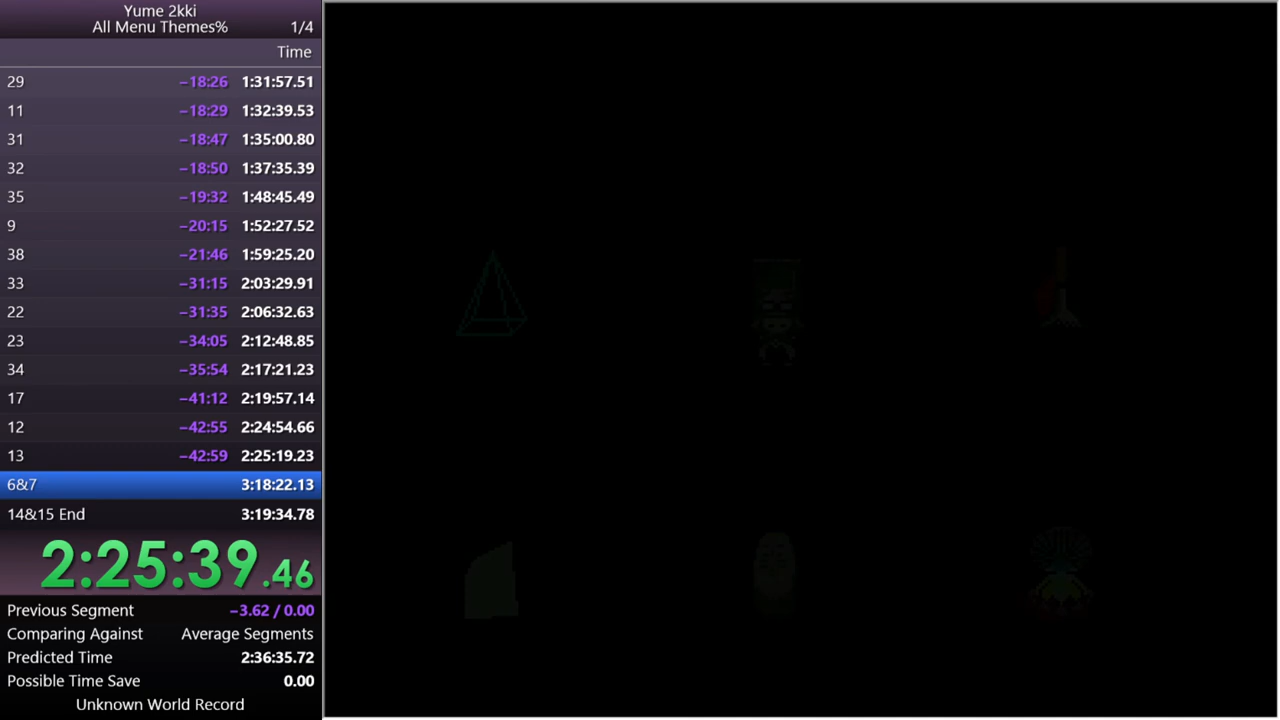 Yume 2kki
All Menu Themes% 1/4
Time
29 −18:26 1:31:57.51
11 −18:29 1:32:39.53
31 −18:47 1:35:00.80
32 −18:50 1:37:35.39
35 −19:32 1:48:45.49
9 −20:15 1:52:27.52
38 −21:46 1:59:25.20
33 −31:15 2:03:29.91
22 −31:35 2:06:32.63
23 −34:05 2:12:48.85
34 −35:54 2:17:21.23
17 −41:12 2:19:57.14
12 −42:55 2:24:54.66
13 −42:59 2:25:19.23
6&7 3:18:22.13
14&15 End 3:19:34.78
2:25:39.46
Previous Segment −3.62 / 0.00
Comparing Against Average Segments
Predicted Time 2:36:35.72
Possible Time Save 0.00
Unknown World Record